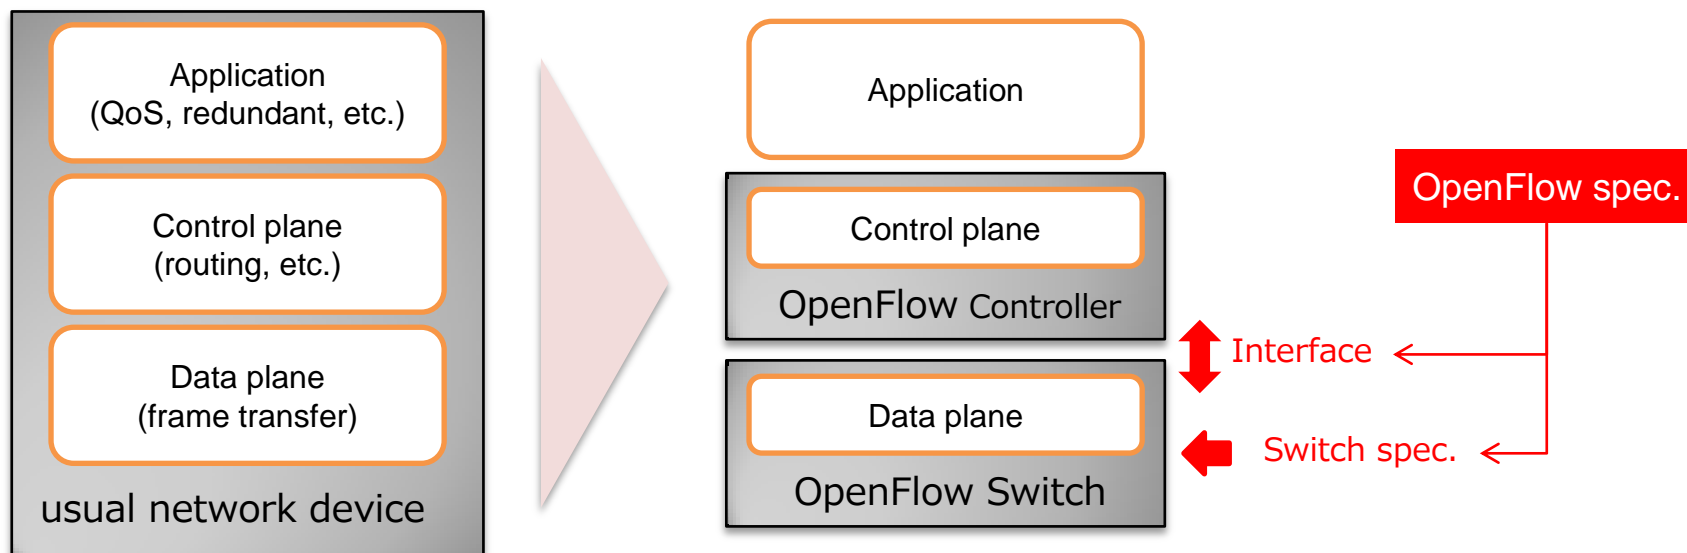 Application
(QoS, redundant, etc.)
Control plane
(routing, etc.)
Data plane
(frame transfer)
usual network device
Application
Control plane
OpenFlow Controller
Data plane
OpenFlow Switch
OpenFlow spec.
Interface
Switch spec.